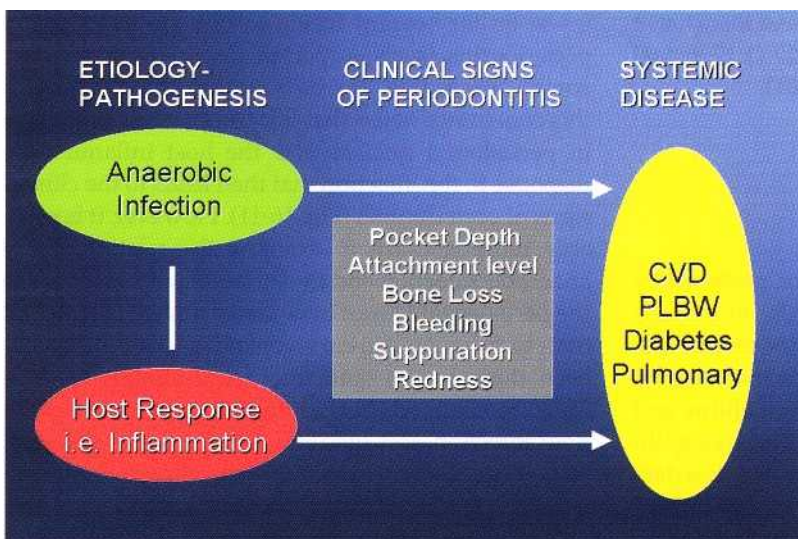 ETIOLOGY-
PATHOGENESIS
CLINICAL SIGNS
OF PERIODONTITIS
SYSTEMIC
DISEASE
Anaerobic
Infection
Pocket Depth
Attachment level
Bone Loss
Bleeding
Suppuration
Redness
Host Response
i.e. Inflammation
CVD
PLBW
Diabetes
Pulmonary